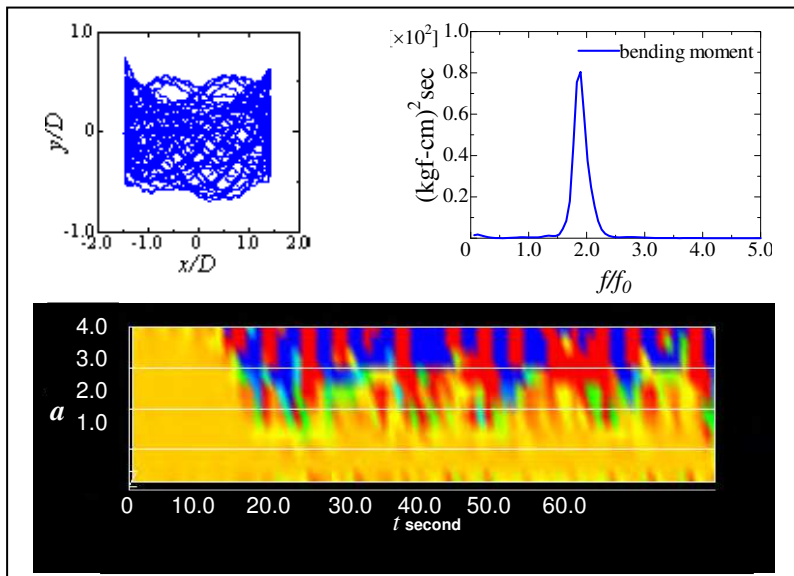 1.0
y/D
0
-1.0
-2.0 -1.0 0 1.0 2.0
x/D
[×10²]
1.0
0.8
0.6
0.4
0.2
(kgf-cm)² sec
bending moment
0 1.0 2.0 3.0 4.0 5.0
f/f₀
4.0
3.0
2.0
1.0
a
0 10.0 20.0 30.0 40.0 50.0 60.0
t second